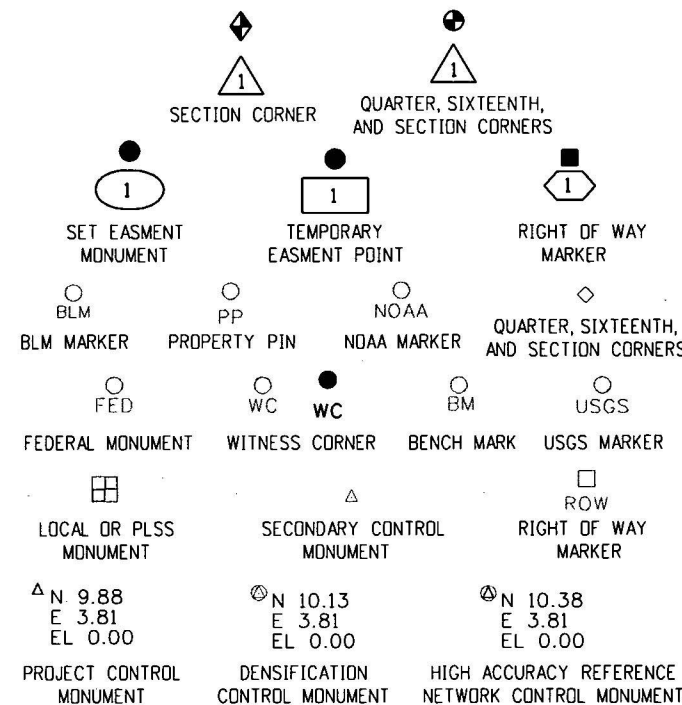 1 1
SECTION CORNER
QUARTER, SIXTEENTH,
AND SECTION CORNERS
1 1 1
SET EASMENT
MONUMENT
TEMPORARY
EASMENT POINT
RIGHT OF WAY
MARKER
BLM
BLM MARKER
PP
PROPERTY PIN
NOAA
NOAA MARKER
QUARTER, SIXTEENTH,
AND SECTION CORNERS
FED
FEDERAL MONUMENT
WC WC
WITNESS CORNER
BM
BENCH MARK
USGS
USGS MARKER
LOCAL OR PLSS
MONUMENT
SECONDARY CONTROL
MONUMENT
ROW
RIGHT OF WAY
MARKER
N 9.88
E 3.81
EL 0.00
PROJECT CONTROL
MONUMENT
N 10.13
E 3.81
EL 0.00
DENSIFICATION
CONTROL MONUMENT
N 10.38
E 3.81
EL 0.00
HIGH ACCURACY REFERENCE
NETWORK CONTROL MONUMENT